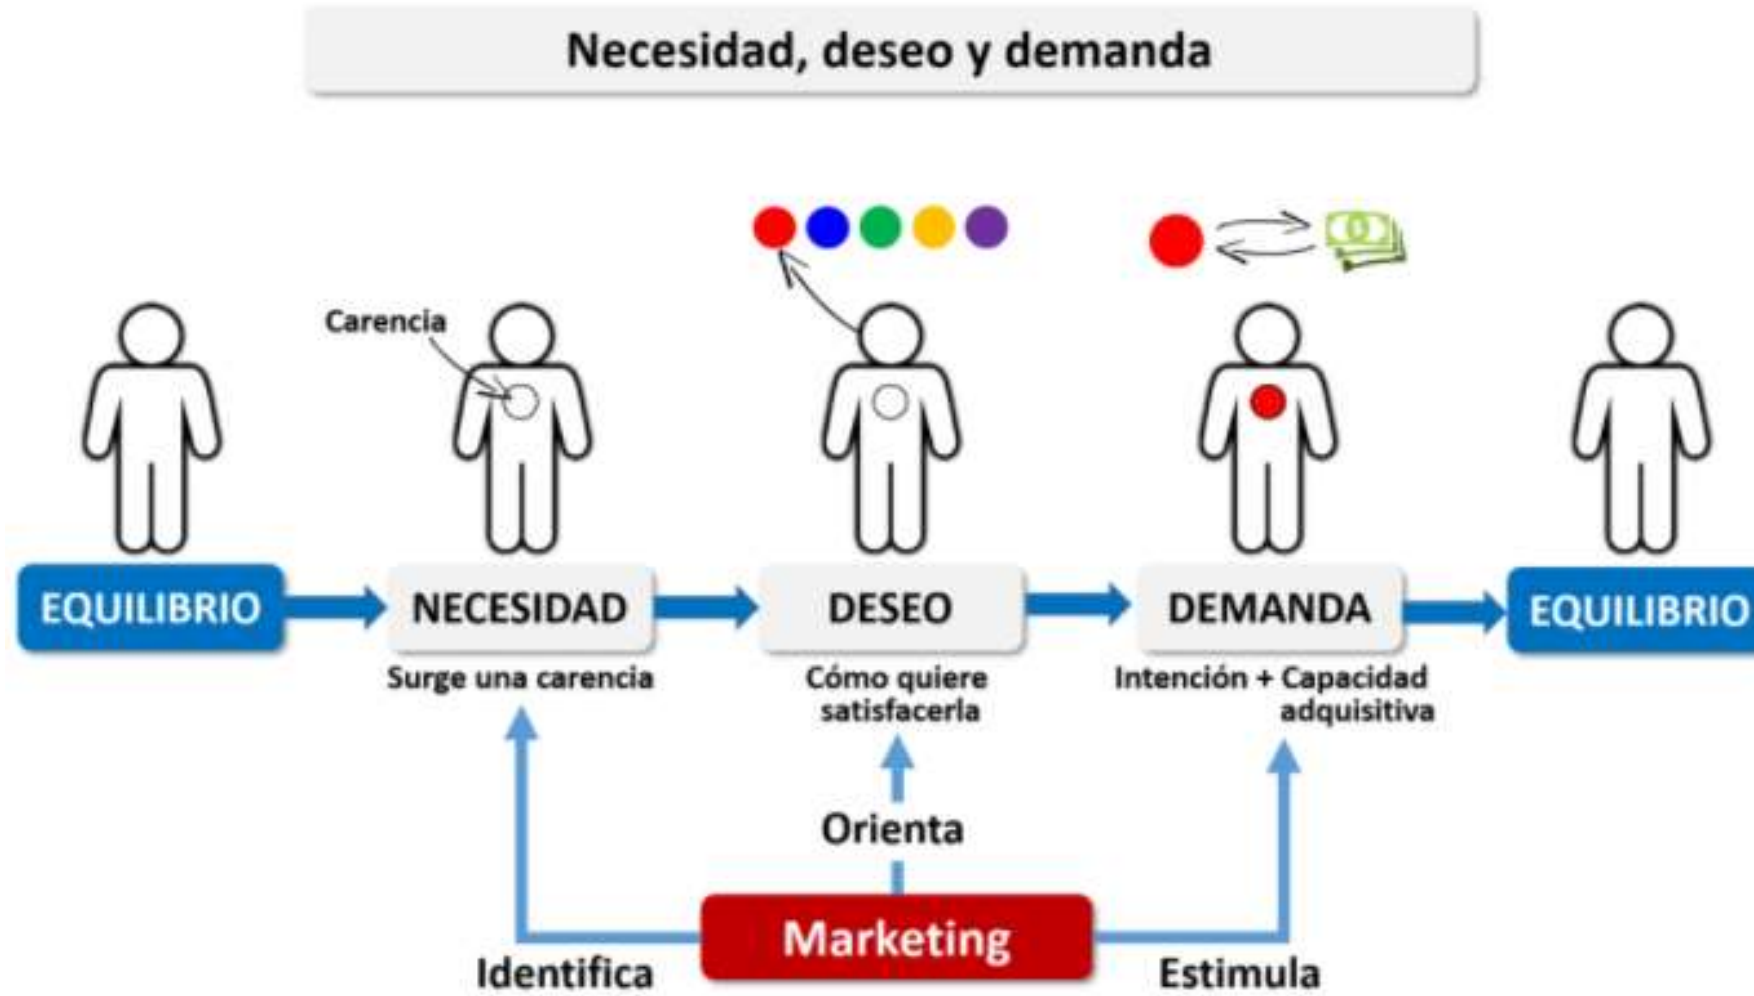 Necesidad, deseo y demanda
Carencia
EQUILIBRIO
NECESIDAD
DESEO
DEMANDA
EQUILIBRIO
Surge una carencia
Cómo quiere
satisfacerla
Intención + Capacidad
adquisitiva
Orienta
Marketing
Identifica
Estimula